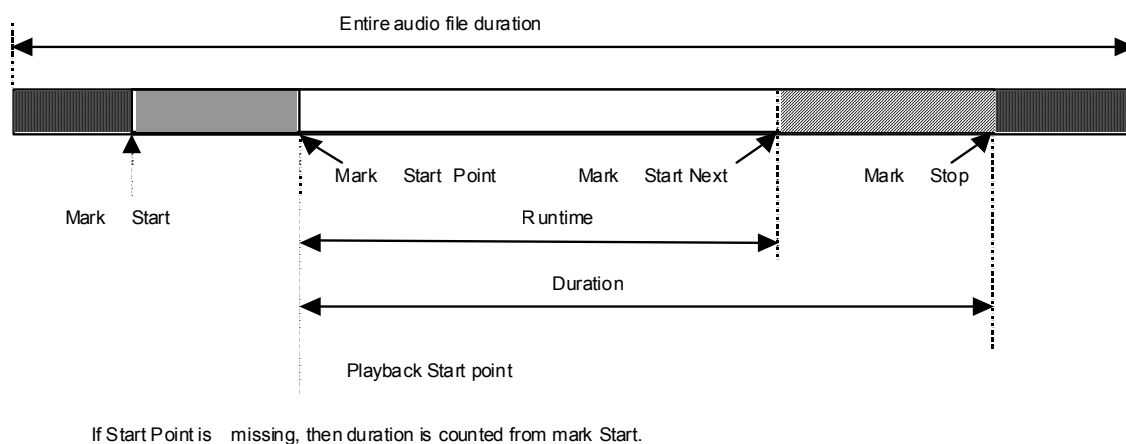 Entire audio file duration
Mark Start Point Mark Start Next Mark Stop
Mark Start Runtime
Duration
Playback Start point
If Start Point is missing, then duration is counted from mark Start.